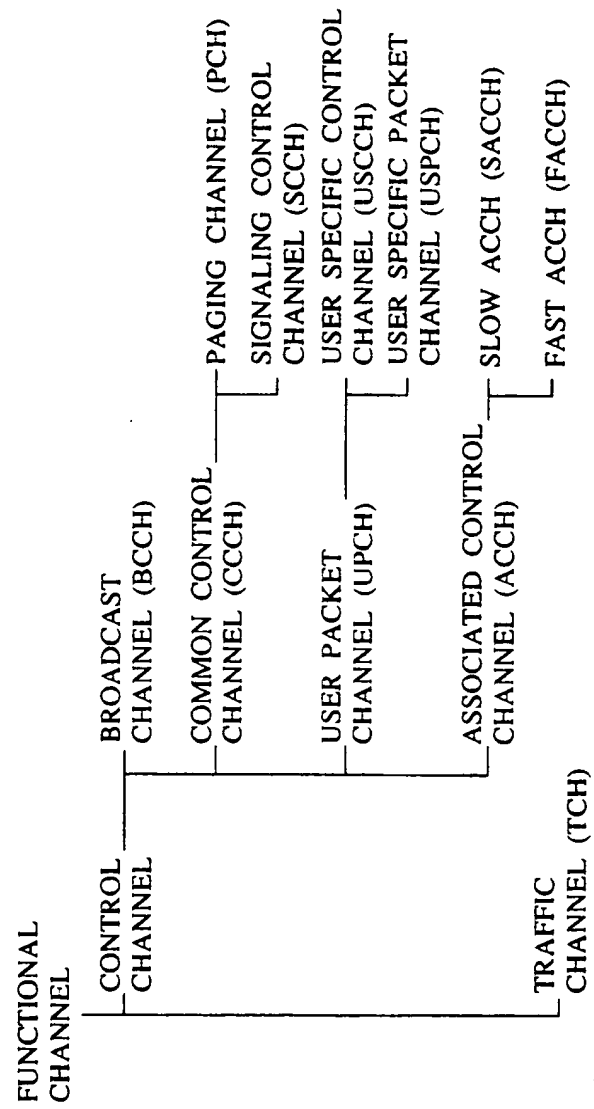 FUNCTIONAL
CHANNEL
CONTROL
CHANNEL
BROADCAST
CHANNEL (BCCH)
COMMON CONTROL
CHANNEL (CCCH)
PAGING CHANNEL (PCH)
SIGNALING CONTROL
CHANNEL (SCCH)
USER PACKET
CHANNEL (UPCH)
USER SPECIFIC CONTROL
CHANNEL (USCCH)
USER SPECIFIC PACKET
CHANNEL (USPCH)
ASSOCIATED CONTROL
CHANNEL (ACCH)
SLOW ACCH (SACCH)
FAST ACCH (FACCH)
TRAFFIC
CHANNEL (TCH)